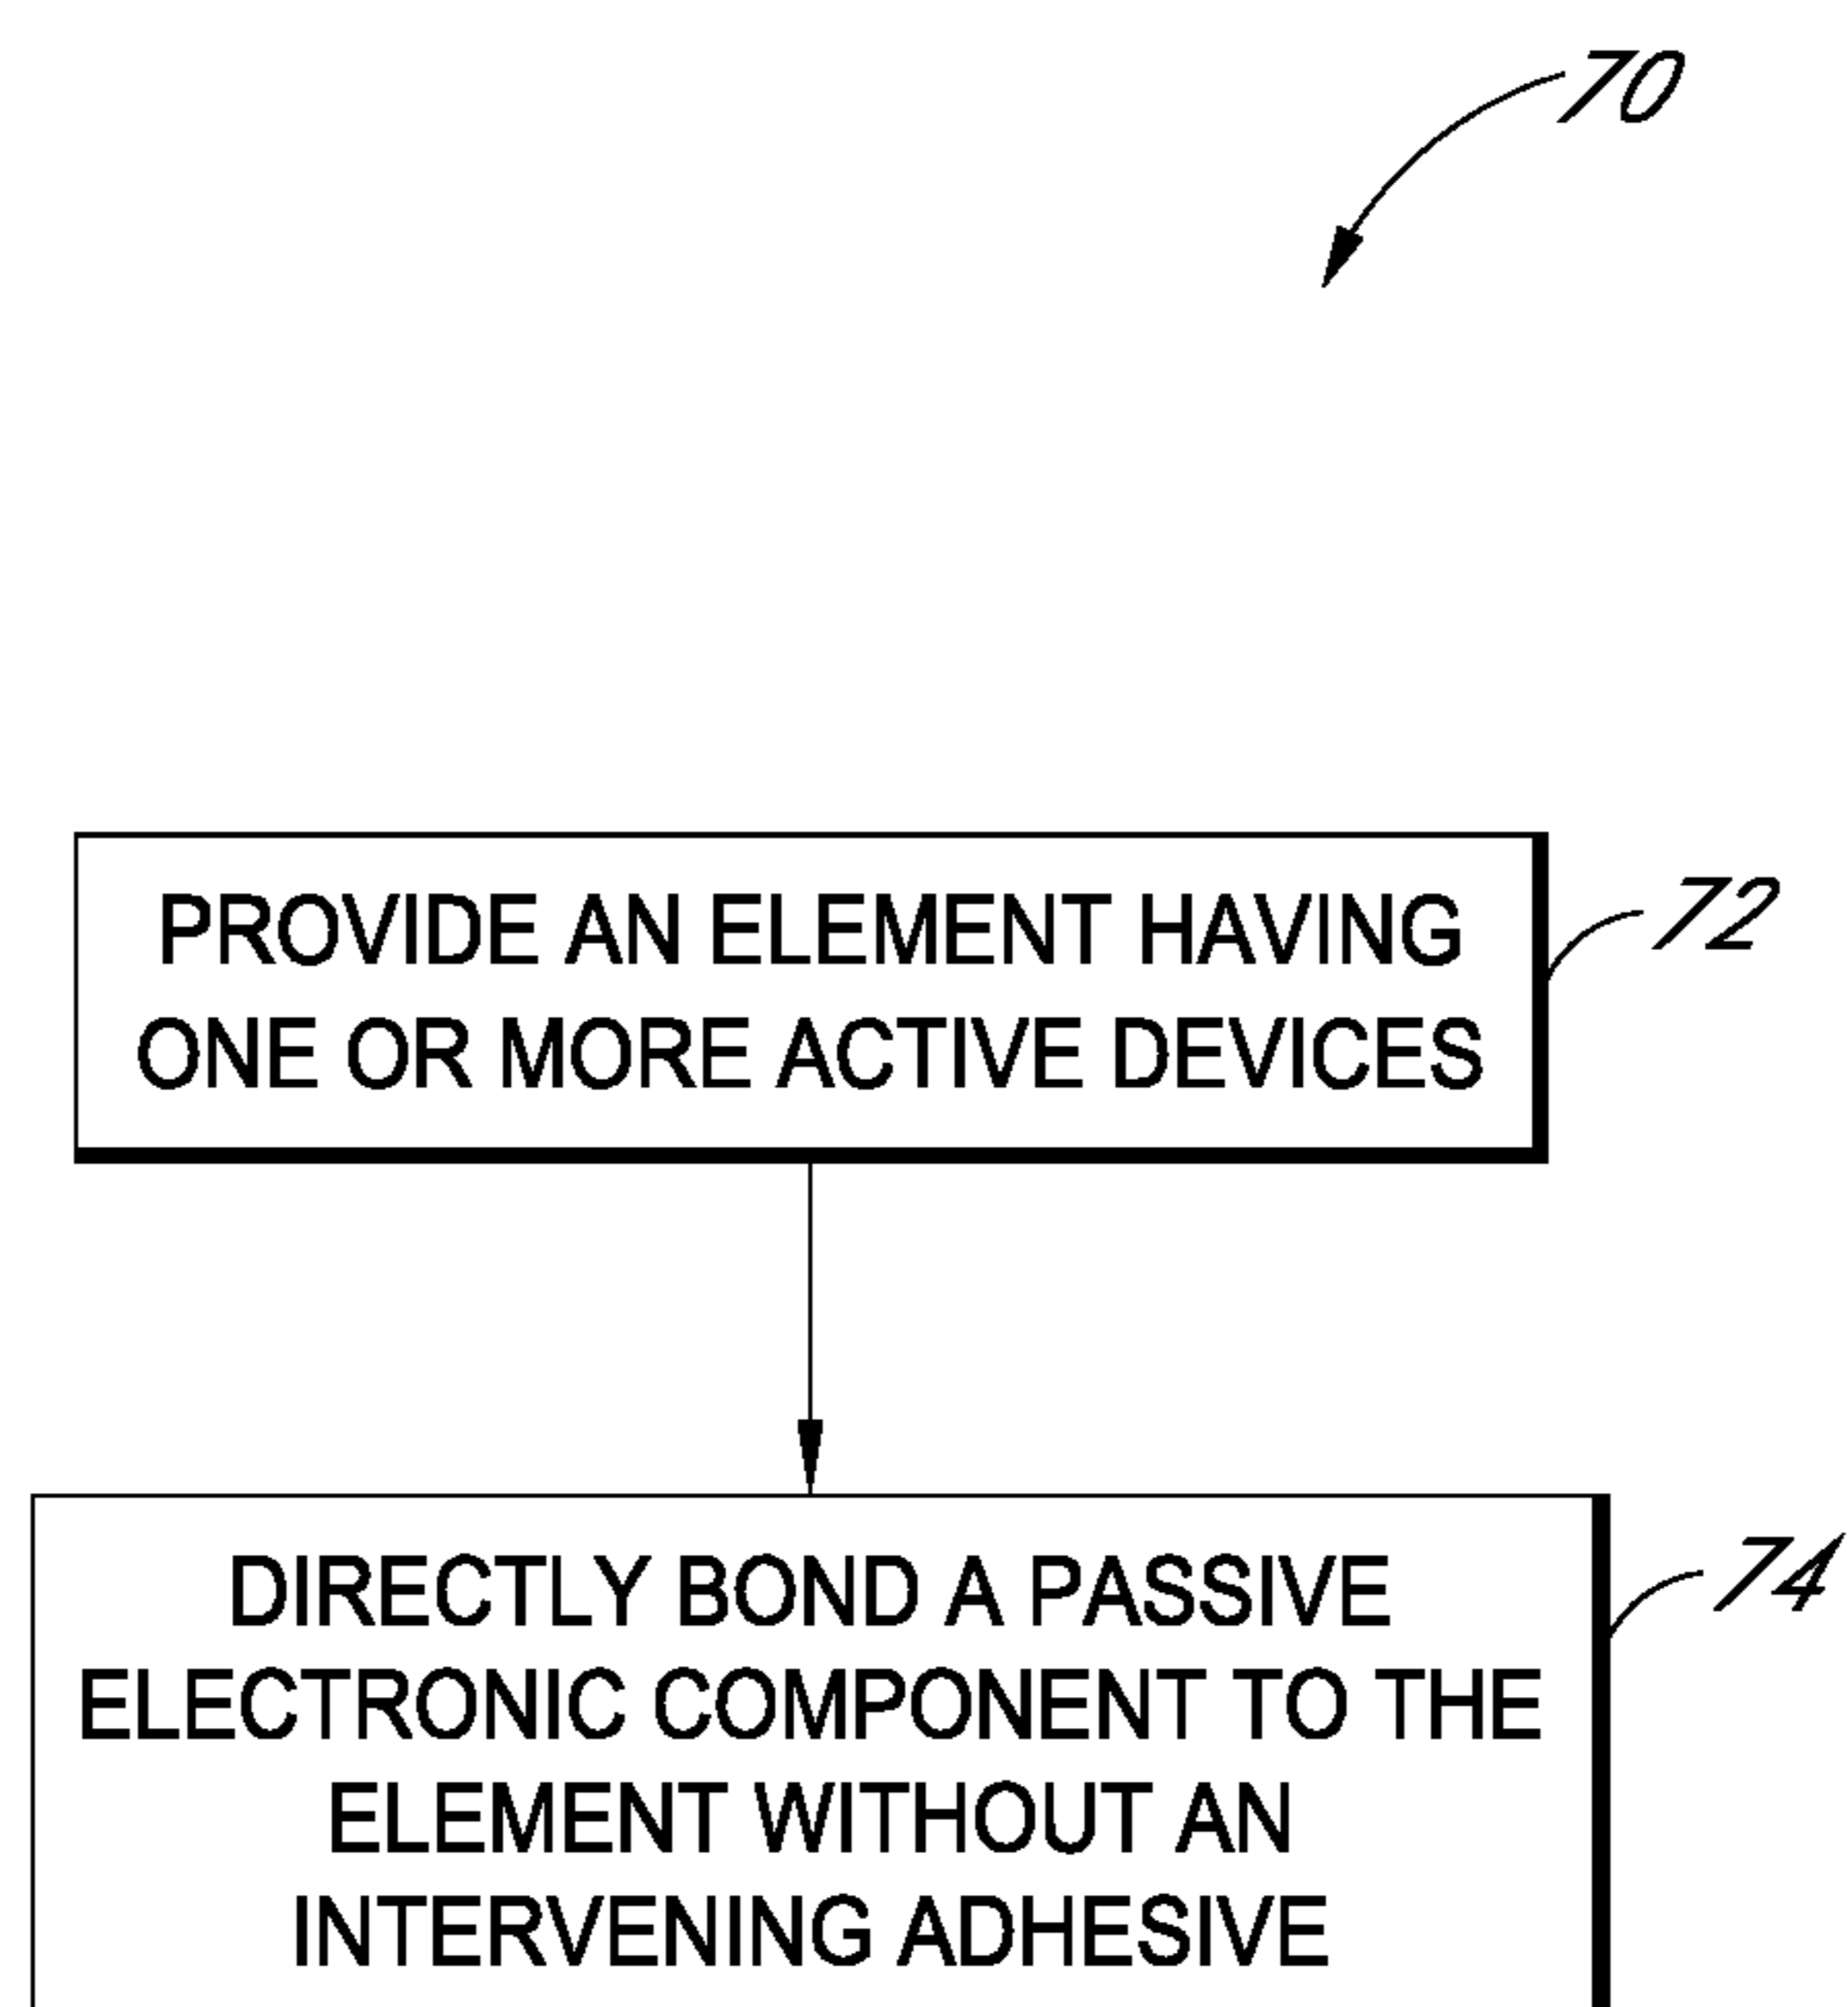 70
PROVIDE AN ELEMENT HAVING
ONE OR MORE ACTIVE DEVICES
72
DIRECTLY BOND A PASSIVE
ELECTRONIC COMPONENT TO THE
ELEMENT WITHOUT AN
INTERVENING ADHESIVE
74